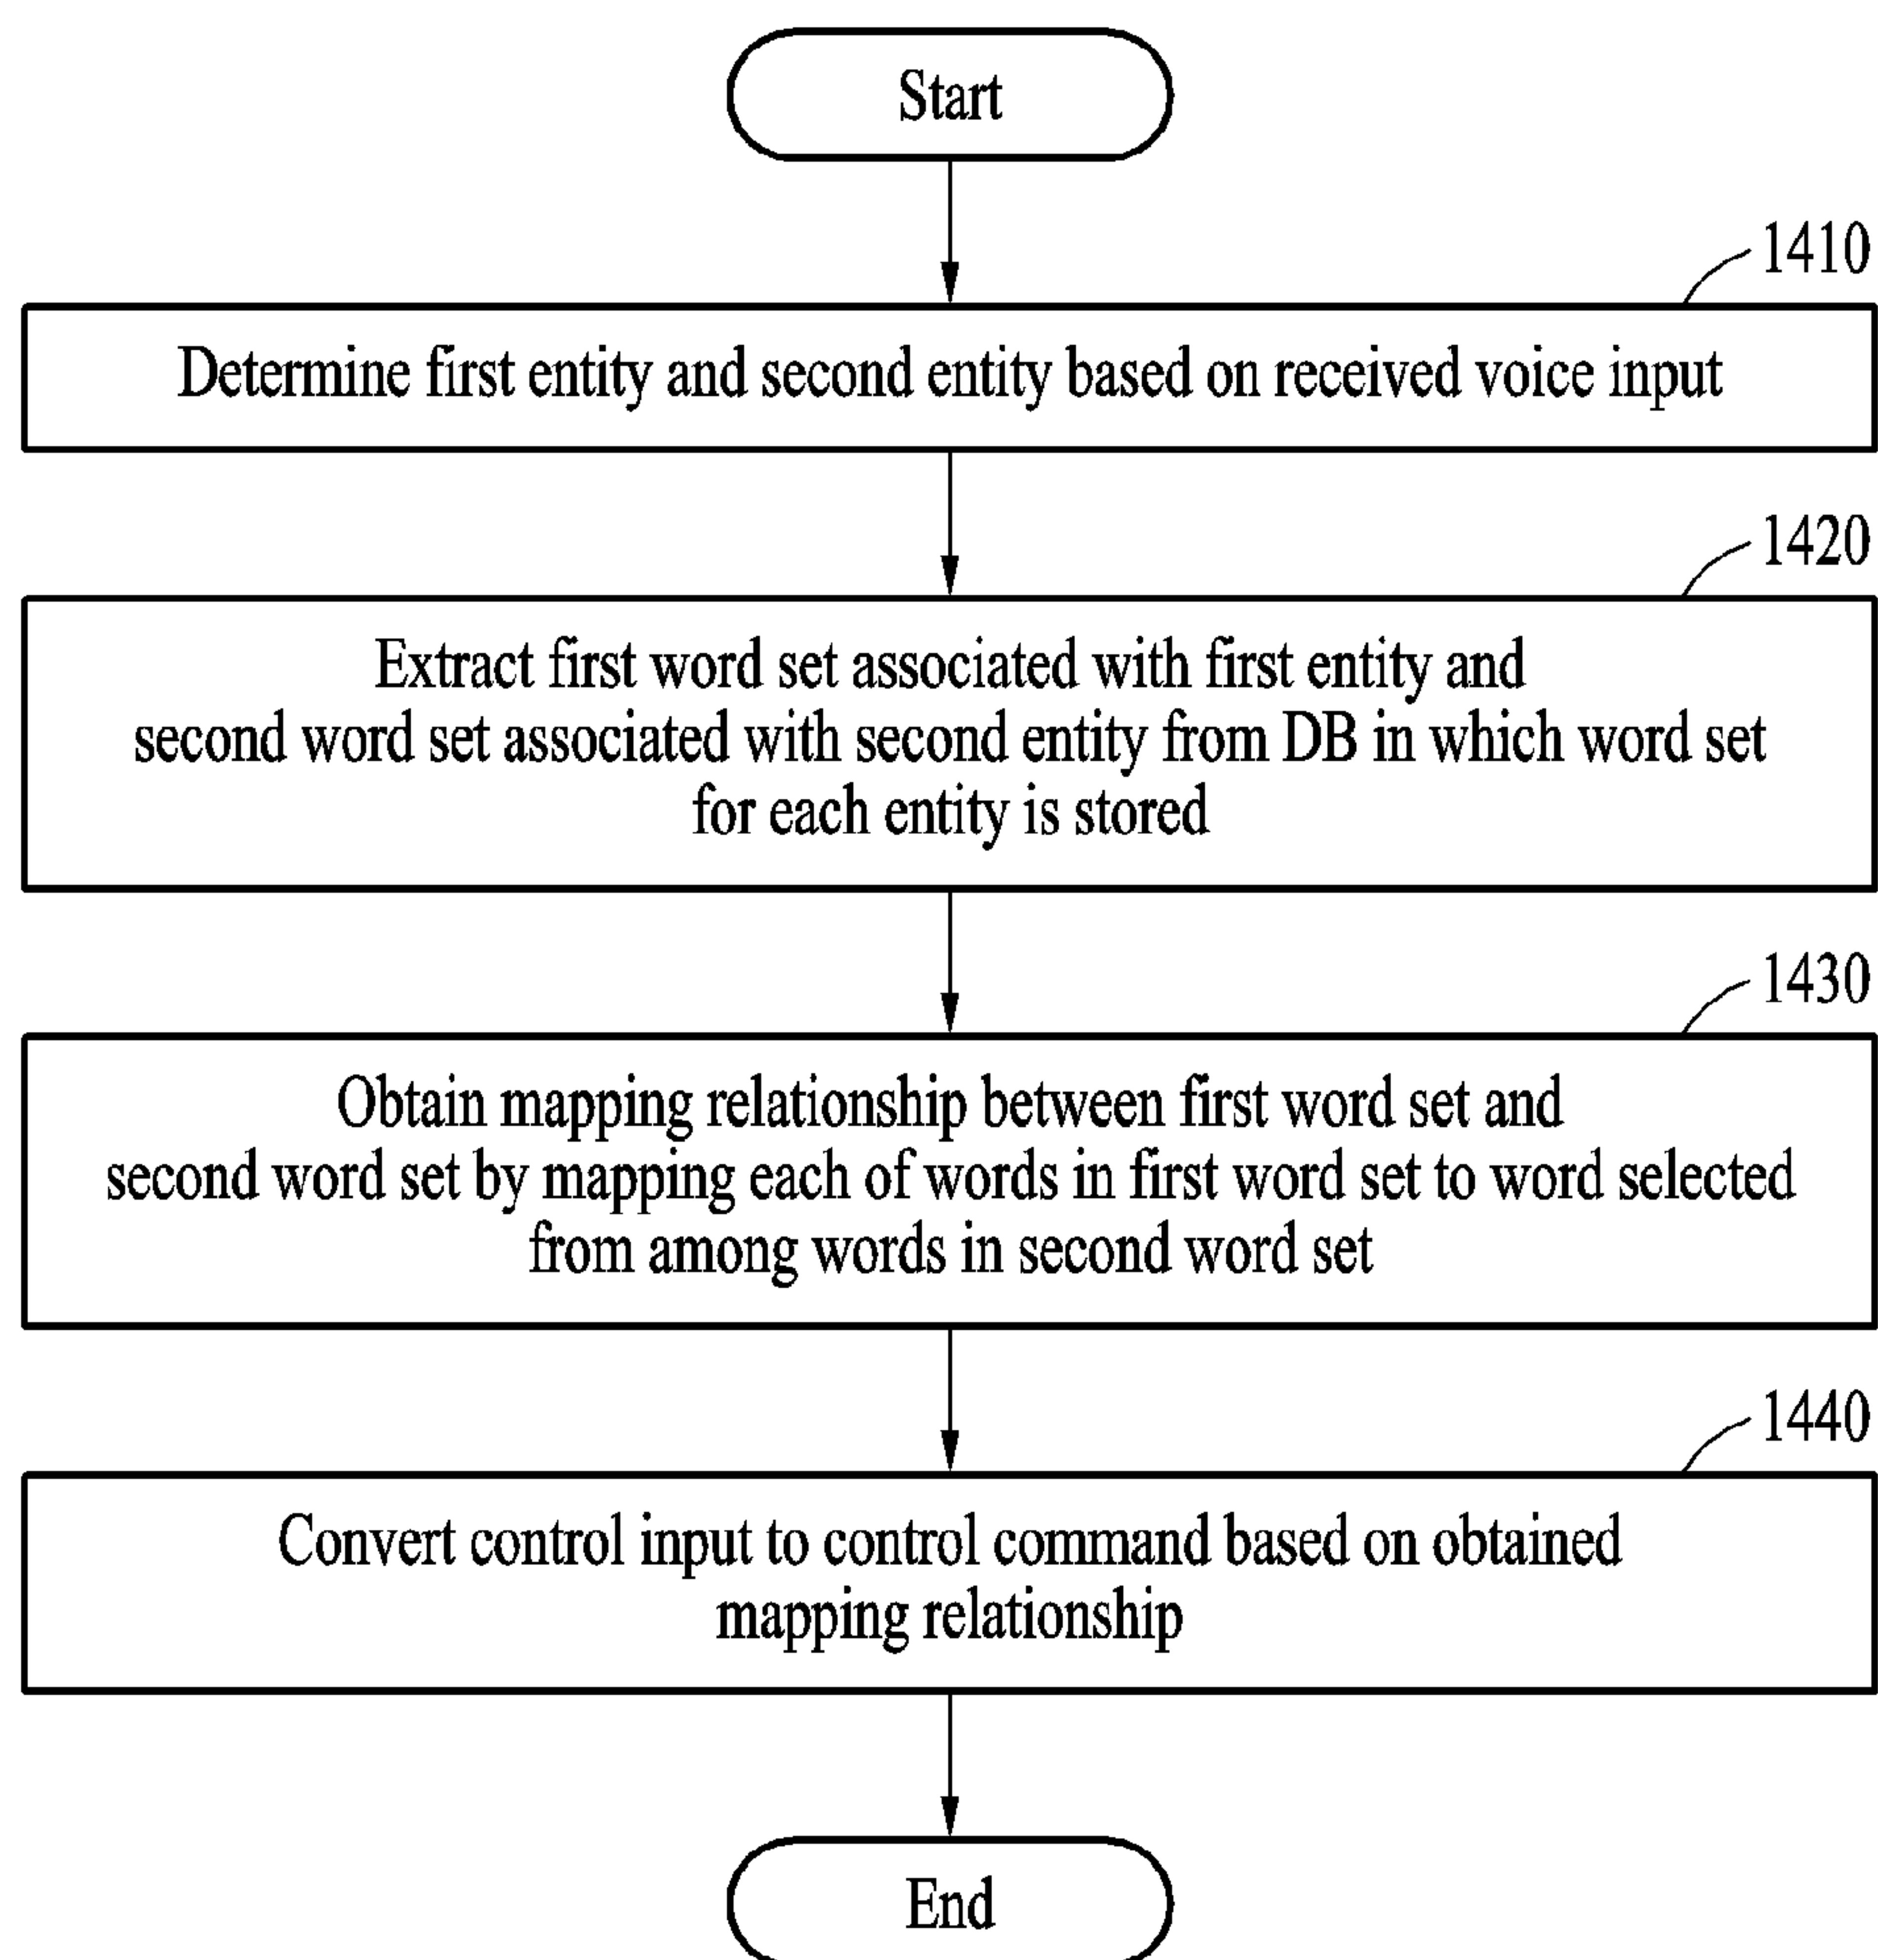 Start
1410
Determine first entity and second entity based on received voice input
1420
Extract first word set associated with first entity and
second word set associated with second entity from DB in which word set
for each entity is stored
1430
Obtain mapping relationship between first word set and
second word set by mapping each of words in first word set to word selected
from among words in second word set
1440
Convert control input to control command based on obtained
mapping relationship
End